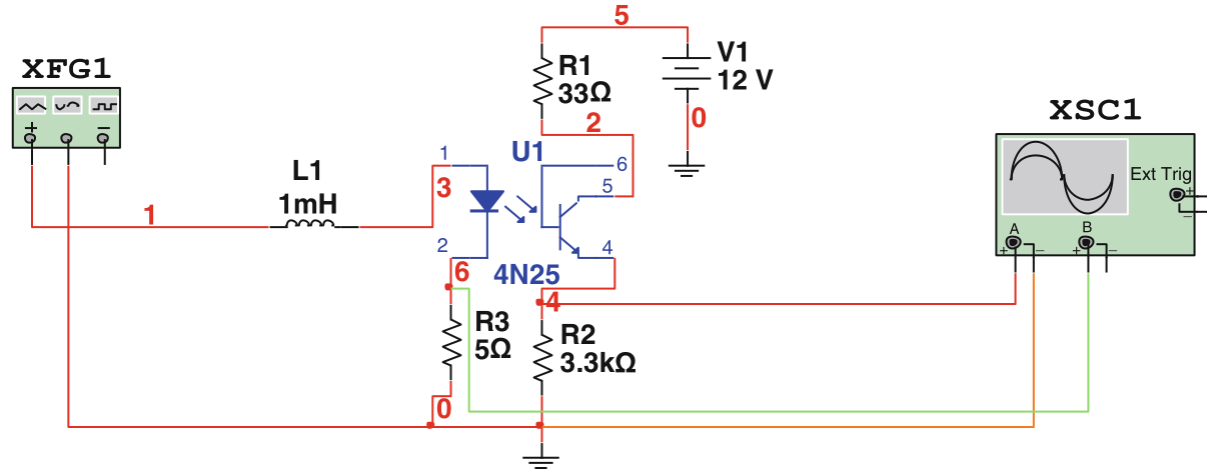 XFG1
+
−
L1
1mH
1
3
1
2
6
R3
5Ω
0
5
R1
33Ω
2
V1
12 V
0
U1
6
5
4
4N25
4
R2
3.3kΩ
XSC1
Ext Trig
+
−
A
B
+
−
+
−